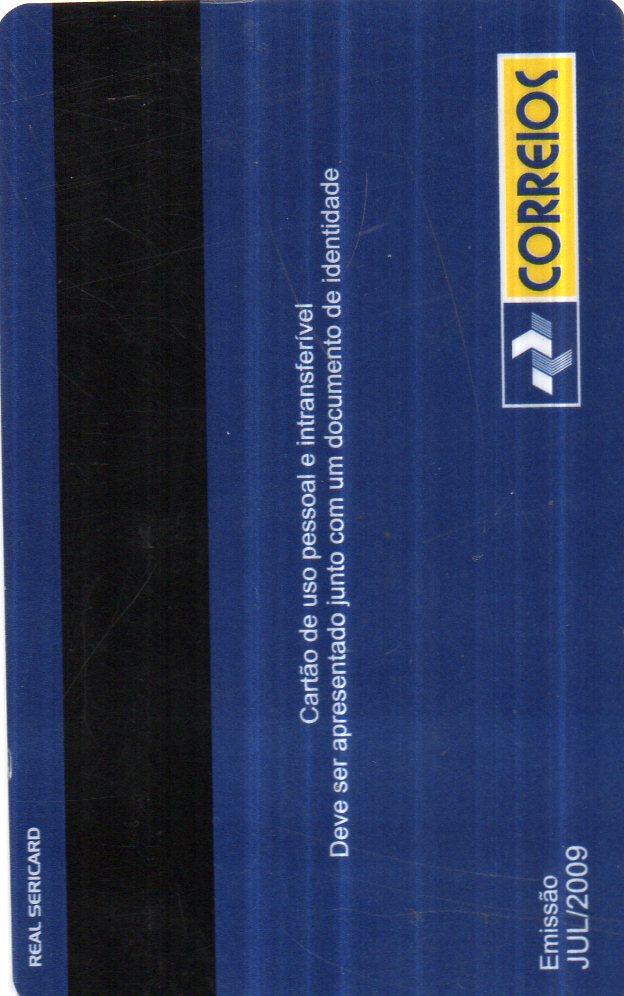 REAL SERICARD
Cartão de uso pessoal e intransferível
Deve ser apresentado junto com um documento de identidade
Emissão
JUL/2009
CORREIOS